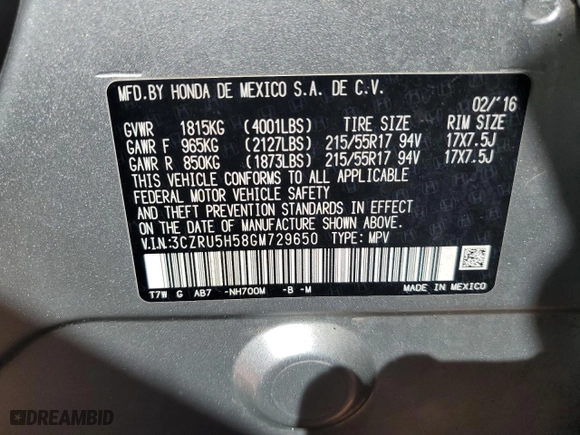 MFD.BY HONDA DE MEXICO S.A. DE C.V.
02/'16
GVWR 1815KG (4001LBS) TIRE SIZE RIM SIZE
GAWR F 965KG (2127LBS) 215/55R17 94V 17X7.5J
GAWR R 850KG (1873LBS) 215/55R17 94V 17X7.5J
THIS VEHICLE CONFORMS TO ALL APPLICABLE
FEDERAL MOTOR VEHICLE SAFETY
AND THEFT PREVENTION STANDARDS IN EFFECT
ON THE DATE OF MANUFACTURE SHOWN ABOVE.
V.I.N:3CZRU5H58GM729650 TYPE: MPV
T7W G AB7 -NH700M -B -M
MADE IN MEXICO
DREAMBID